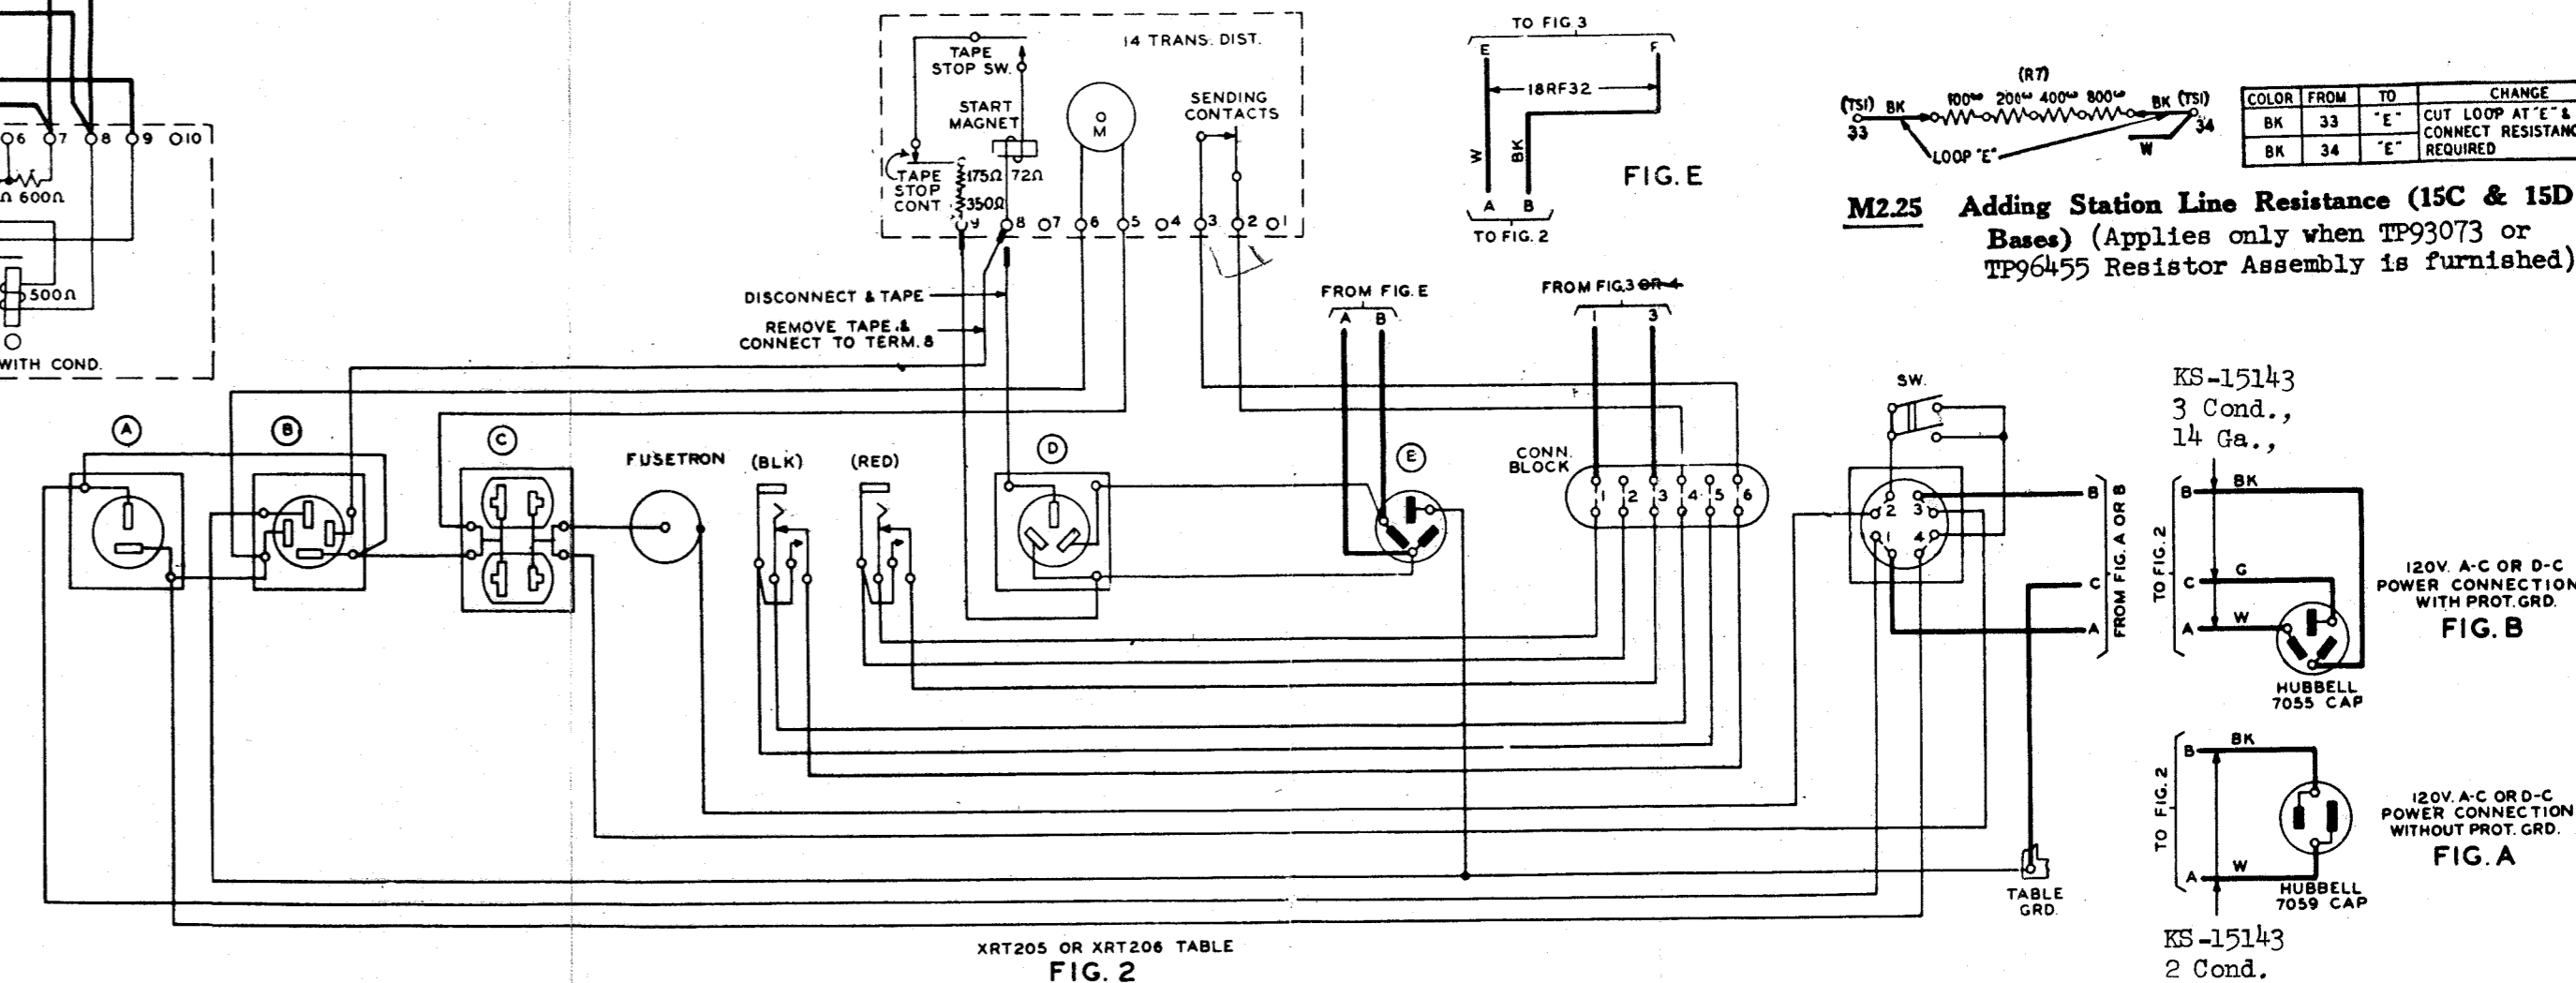 6 7 8 9 10
Ω 600Ω
500Ω
WITH COND.
14 TRANS. DIST.
TAPE
STOP SW.
START
MAGNET
SENDING
CONTACTS
M
TAPE
STOP
CONT.
175Ω 72Ω
350Ω
9 8 7 6 5 4 3 2 1
DISCONNECT & TAPE
REMOVE TAPE &
CONNECT TO TERM. 8
TO FIG 3
E F
18RF32
W BK
A B
TO FIG. 2
FIG. E
(R7)
(TS1) BK 100ω 200ω 400ω 800ω BK (TS1)
33 34
LOOP "E" W
COLOR FROM TO CHANGE
BK 33 "E" CUT LOOP AT "E" &
CONNECT RESISTANC
BK 34 "E" REQUIRED
M2.25 Adding Station Line Resistance (15C & 15D
Bases) (Applies only when TP93073 or
TP96455 Resistor Assembly is furnished)
FROM FIG. E
A B
FROM FIG.3 OR 4
1 3
A B C
FUSETRON
(BLK) (RED)
D E
CONN.
BLOCK
1 2 3 4 5 6
SW.
2 3
1 4
B
C
A
FROM FIG. A OR B
KS-15143
3 Cond.,
14 Ga.,
TO FIG. 2
B BK
C G
A W
HUBBELL
7055 CAP
120V. A-C OR D-C
POWER CONNECTION
WITH PROT. GRD.
FIG. B
TO FIG. 2
B BK
A W
HUBBELL
7059 CAP
120V. A-C OR D-C
POWER CONNECTION
WITHOUT PROT. GRD.
FIG. A
KS-15143
2 Cond.
TABLE
GRD.
XRT205 OR XRT206 TABLE
FIG. 2